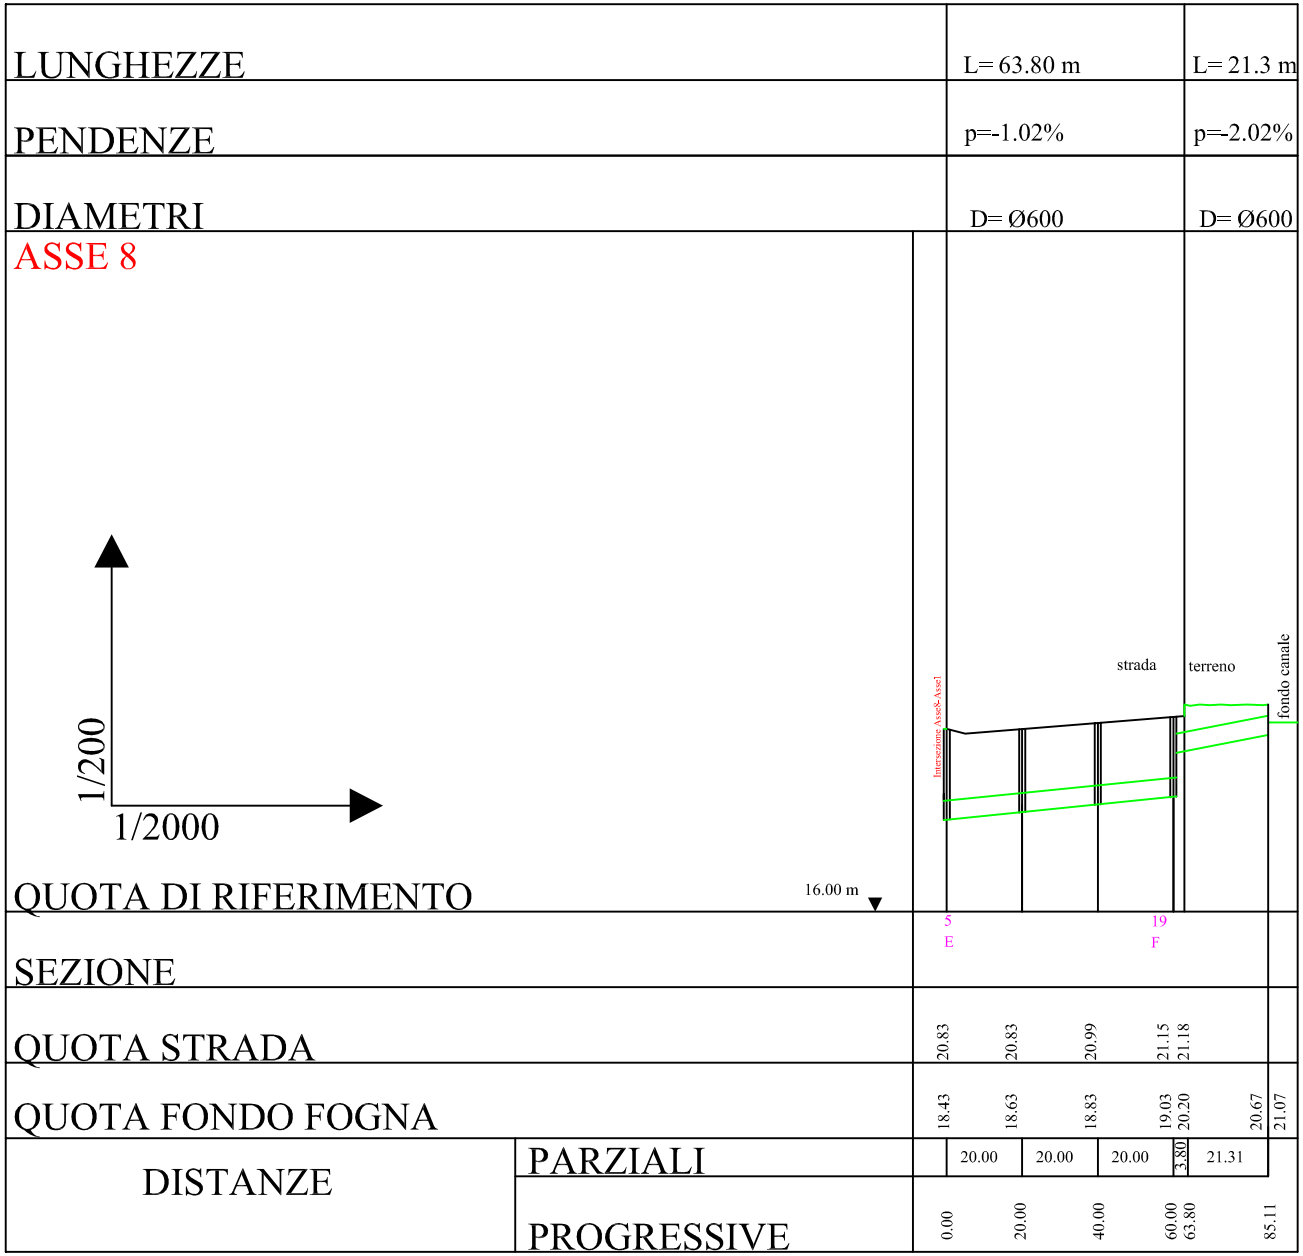 LUNGHEZZE
L= 63.80 m
L= 21.3 m
PENDENZE
p=-1.02%
p=-2.02%
DIAMETRI
D= Ø600
D= Ø600
ASSE 8
1/200
1/2000
Intersezione Asse8-Asse1
strada
terreno
fondo canale
QUOTA DI RIFERIMENTO
16.00 m
SEZIONE
5
E
19
F
QUOTA STRADA
20.83
20.83
20.99
21.15
21.18
QUOTA FONDO FOGNA
18.43
18.63
18.83
19.03
20.20
20.67
21.07
DISTANZE
PARZIALI
20.00
20.00
20.00
3.80
21.31
PROGRESSIVE
0.00
20.00
40.00
60.00
63.80
85.11